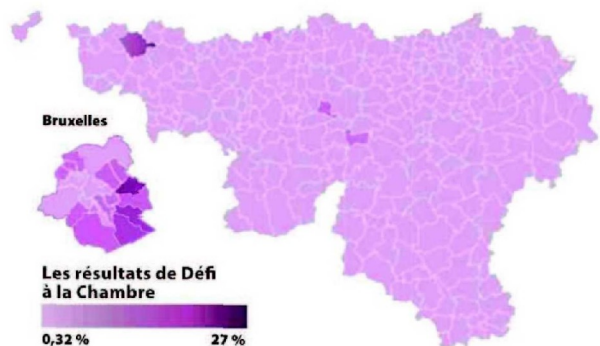 Bruxelles
Les résultats de Défi
à la Chambre
0,32 % 27 %